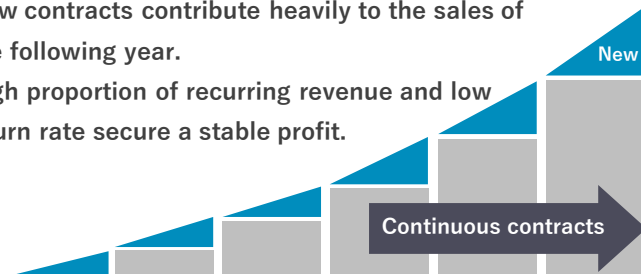 w contracts contribute heavily to the sales of
following year.
gh proportion of recurring revenue and low
urn rate secure a stable profit.
New
Continuous contracts